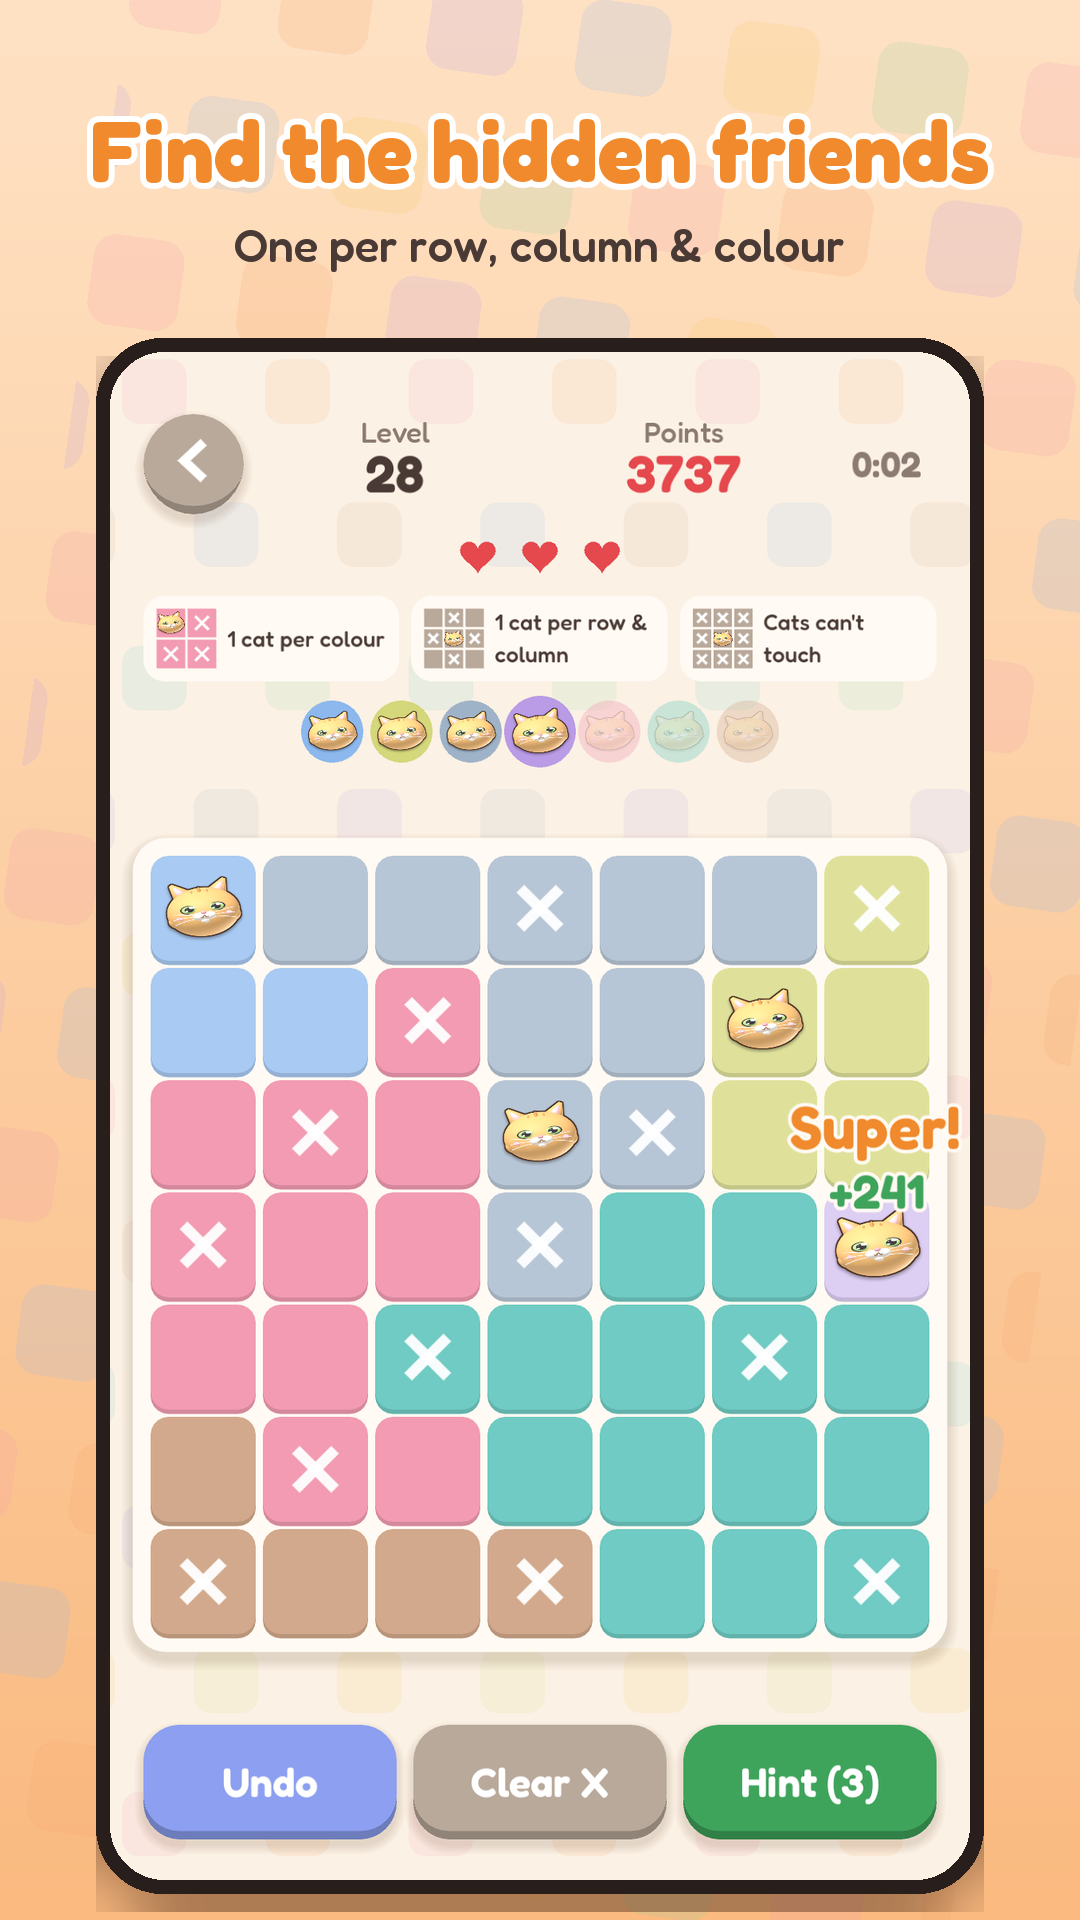 Find the hidden friends
One per row, column & colour
Level
28
Points
3737
0:02
1 cat per colour
1 cat per row &
column
Cats can't
touch
Super!
+241
Undo
Clear X
Hint (3)